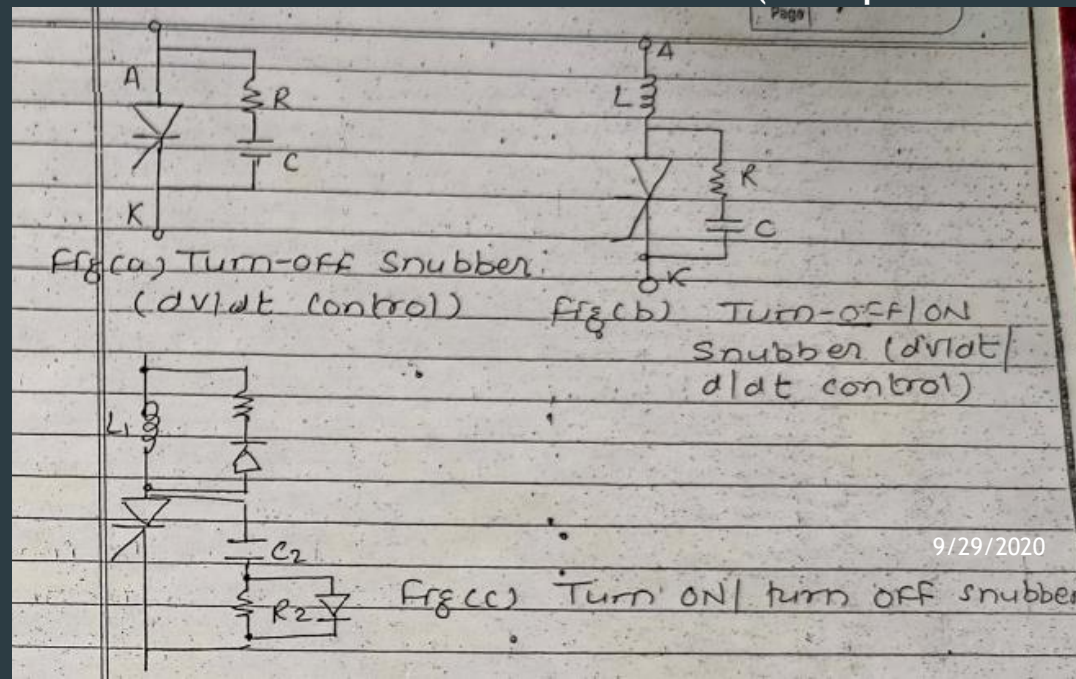 Page
A
R
C
K
Fig(a) Turn-off Snubber.
(dv/dt control)
A
L
R
C
K
Fig(b) Turn-OFF/ON
Snubber (dv/dt/
d/dt control)
L1
C2
R2
Fig(c) Turn ON/ turn OFF snubber
9/29/2020